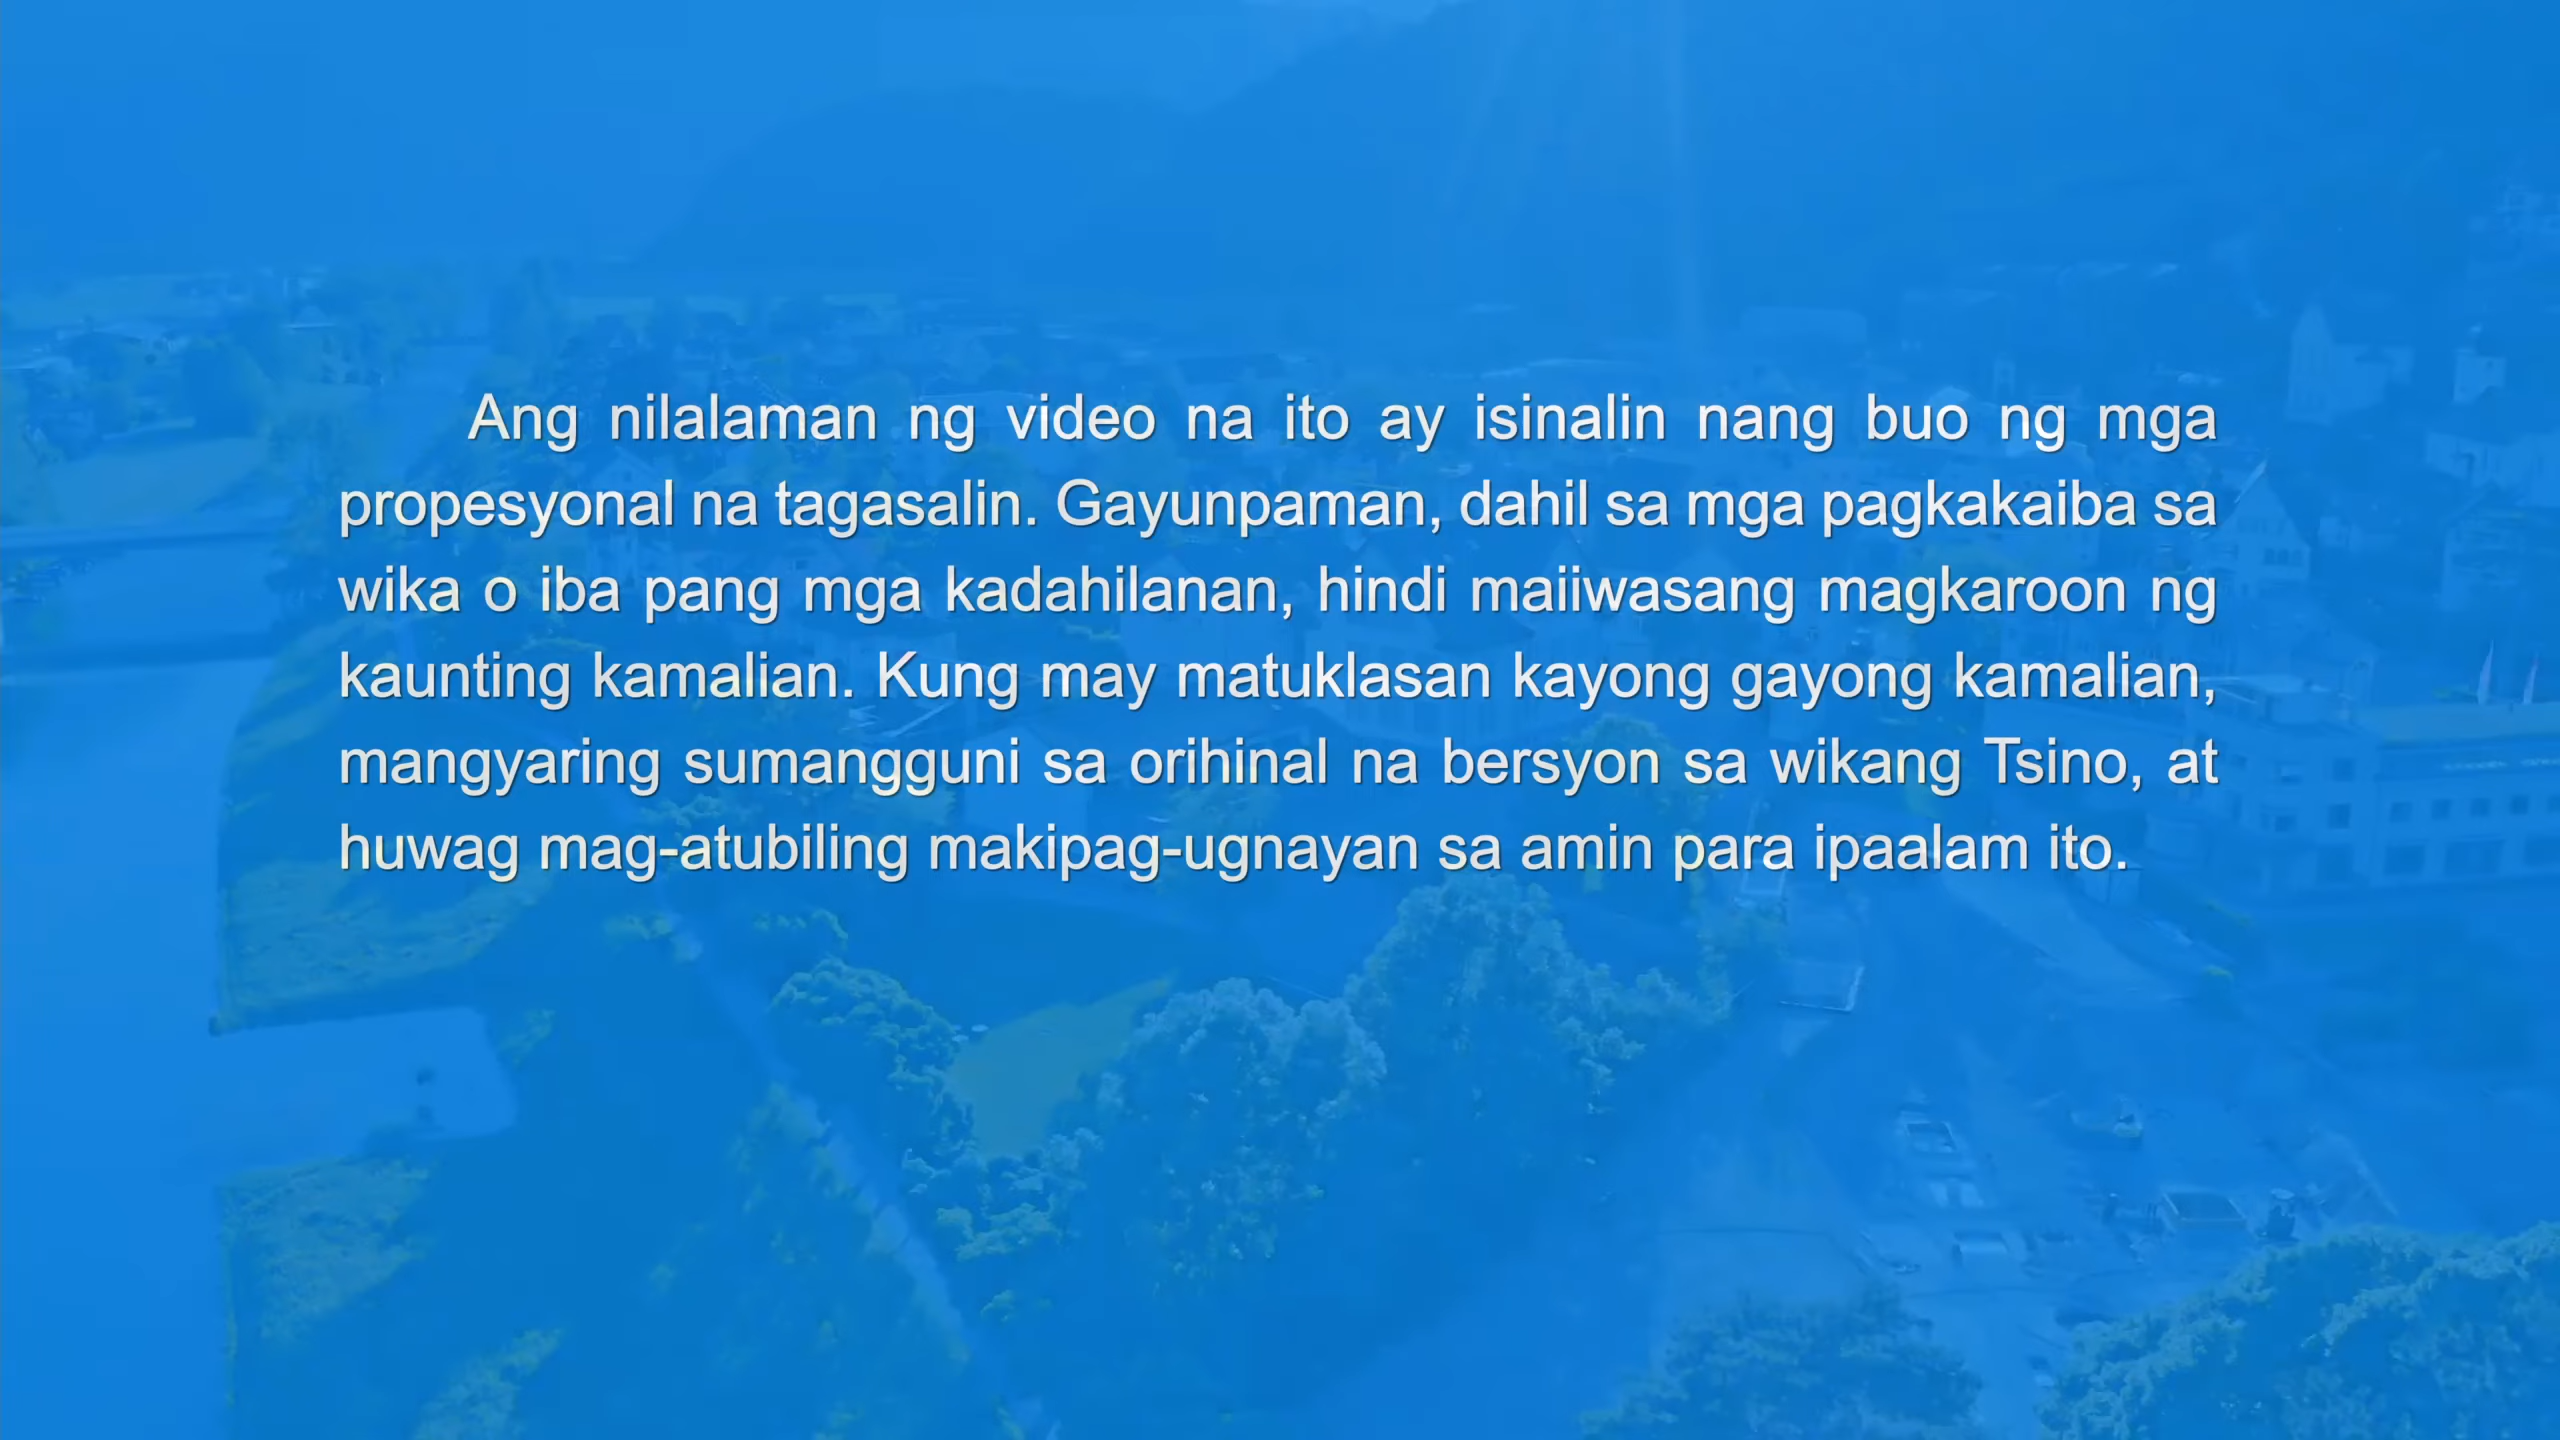 Ang nilalaman ng video na ito ay isinalin nang buo ng mga
propesyonal na tagasalin. Gayunpaman, dahil sa mga pagkakaiba sa
wika o iba pang mga kadahilanan, hindi maiiwasang magkaroon ng
kaunting kamalian. Kung may matuklasan kayong gayong kamalian,
mangyaring sumangguni sa orihinal na bersyon sa wikang Tsino, at
huwag mag-atubiling makipag-ugnayan sa amin para ipaalam ito.